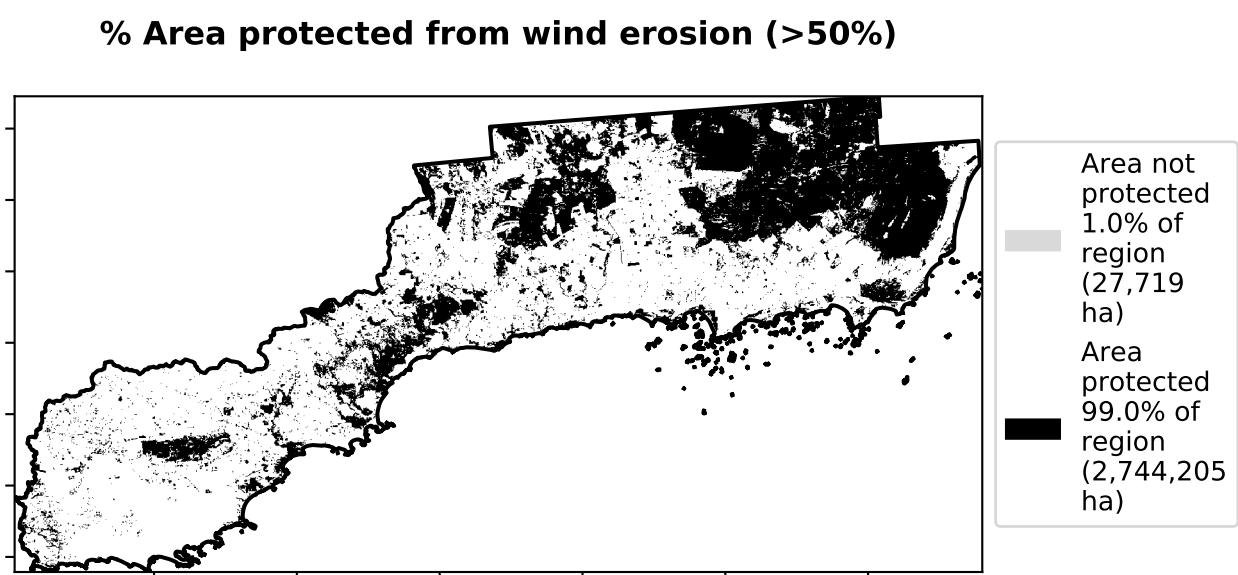 % Area protected from wind erosion (>50%)
Area not
protected
1.0% of
region
(27,719
ha)
Area
protected
99.0% of
region
(2,744,205
ha)